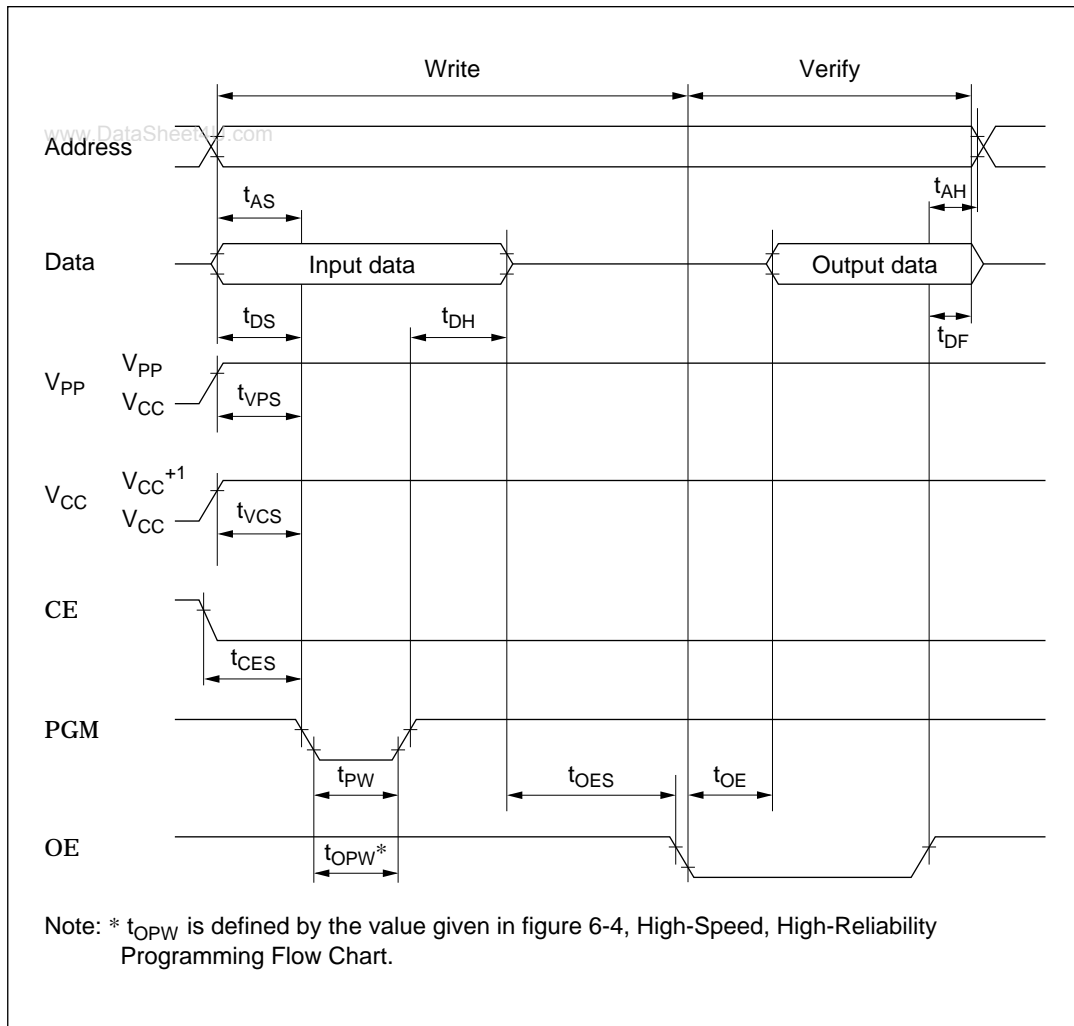 Write Verify
www.DataSheet4U.com
Address
tAS tAH
Data Input data Output data
tDS tDH tDF
VPP VPP
VCC tVPS
VCC VCC+1
VCC tVCS
CE
tCES
PGM
tPW tOES tOE
OE
tOPW*
Note: * tOPW is defined by the value given in figure 6-4, High-Speed, High-Reliability
Programming Flow Chart.